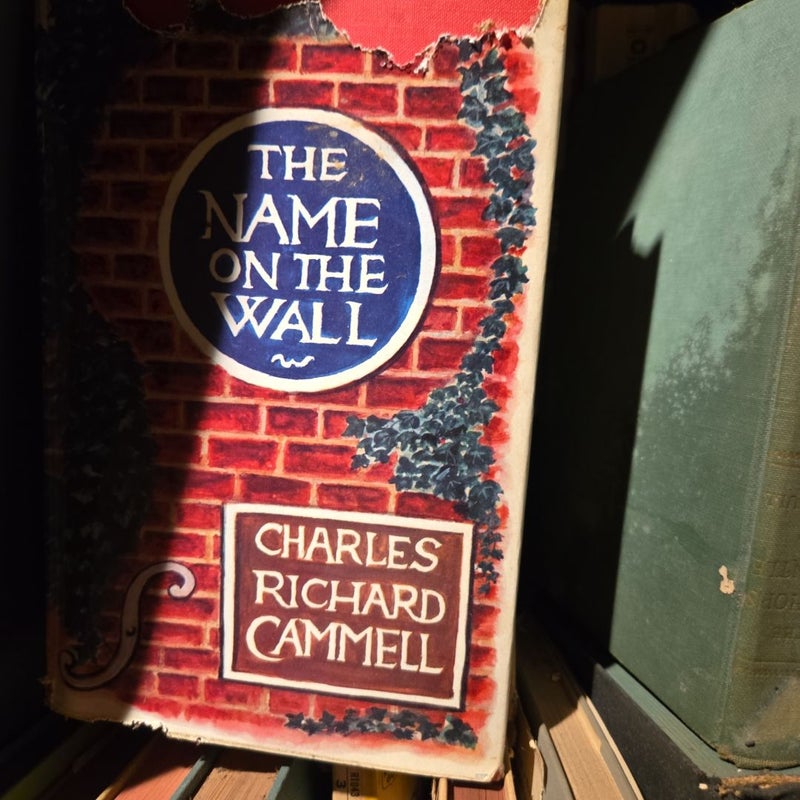 THE
NAME
ON THE
WALL
CHARLES
RICHARD
CAMMELL